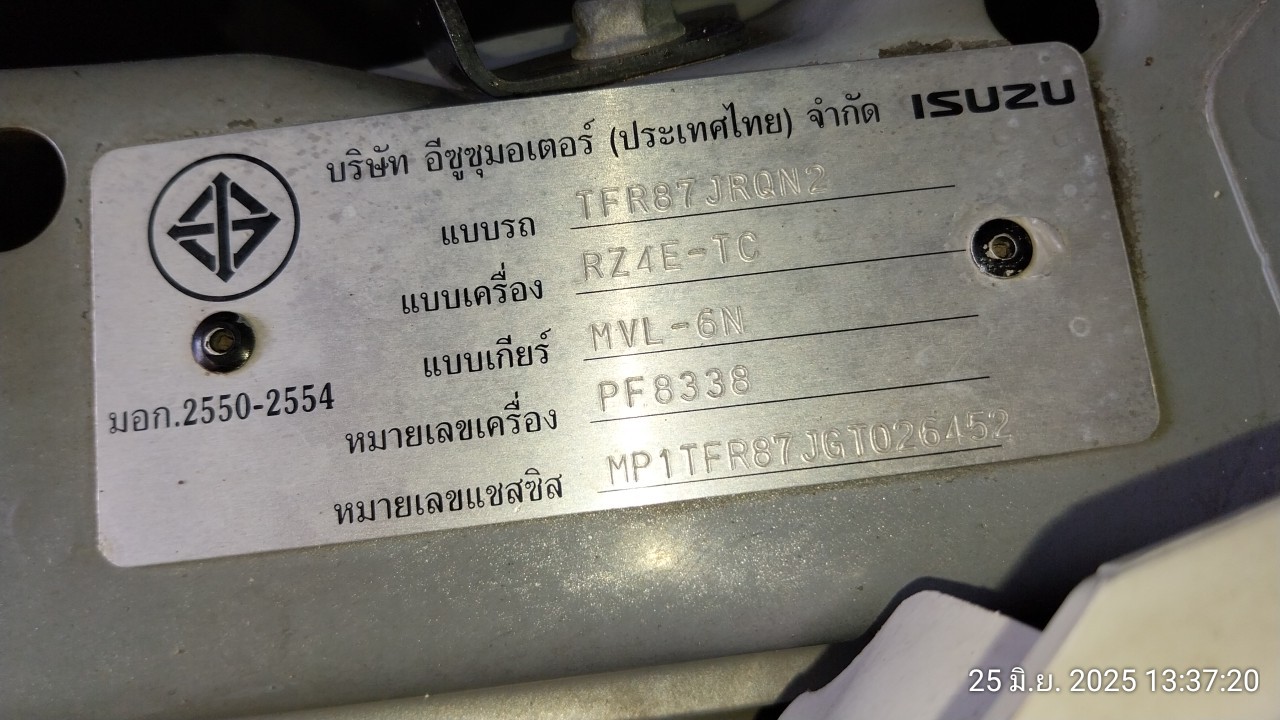 บริษัท อีซูซุมอเตอร์ (ประเทศไทย) จำกัด ISUZU
แบบรถ TFR87JRQN2
แบบเครื่อง RZ4E-TC
แบบเกียร์ MVL-6N
มอก.2550-2554
หมายเลขเครื่อง PF8338
หมายเลขแชสซิส MP1TFR87JGT026452
25 มิ.ย. 2025 13:37:20